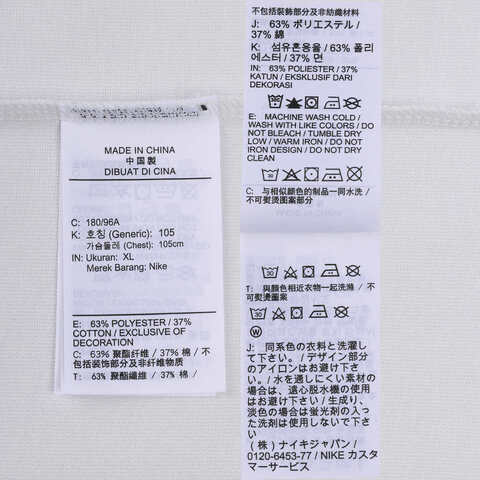 MADE IN CHINA
中国製
DIBUAT DI CINA
C: 180/96A
K: 호칭 (Generic): 105
가슴둘레 (Chest): 105cm
IN: Ukuran: XL
Merek Barang: Nike
E: 63% POLYESTER / 37%
COTTON / EXCLUSIVE OF
DECORATION
C: 63% 聚酯纤维 / 37% 棉 / 不
包括装饰部分及非纤维部分
T: 63% 聚酯纖維 / 37% 棉 /
不包括裝飾部分及非紡織部分
J: 63% ポリエステル /
37% 綿
K: 섬유혼용율 / 63% 폴리
에스터 / 37% 면
IN: 63% POLIYESTER / 37%
KATUN / EKSKLUSIF DARI
DEKORASI
E: MACHINE WASH COLD /
WASH WITH LIKE COLORS / DO
NOT BLEACH / TUMBLE DRY
LOW / WARM IRON / DO NOT
IRON DESIGN / DO NOT DRY
CLEAN
C: 与相似颜色的制品一同水洗 /
不可熨烫图案部分
T: 與顏色相近衣物一起洗滌 /
不可熨燙圖案
J: 同系色の衣料と洗濯し
て下さい。/ デザイン部分
のアイロンはお避け下さ
い / 水を通しにくい素材の
場合は、遠心脱水機の使
用はお避け下さい / 生成り、
淡色の場合は蛍光剤の入っ
た洗剤は使用しないで下
さい
(株) ナイキジャパン /
0120-6453-77 / NIKE カスタ
マーサービス